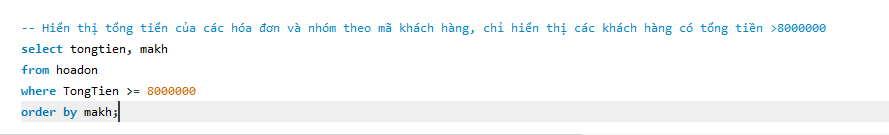 -- Hiển thị tổng tiền của các hóa đơn và nhóm theo mã khách hàng, chỉ hiển thị các khách hàng có tổng tiền >8000000
select tongtien, makh
from hoadon
where TongTien >= 8000000
order by makh;